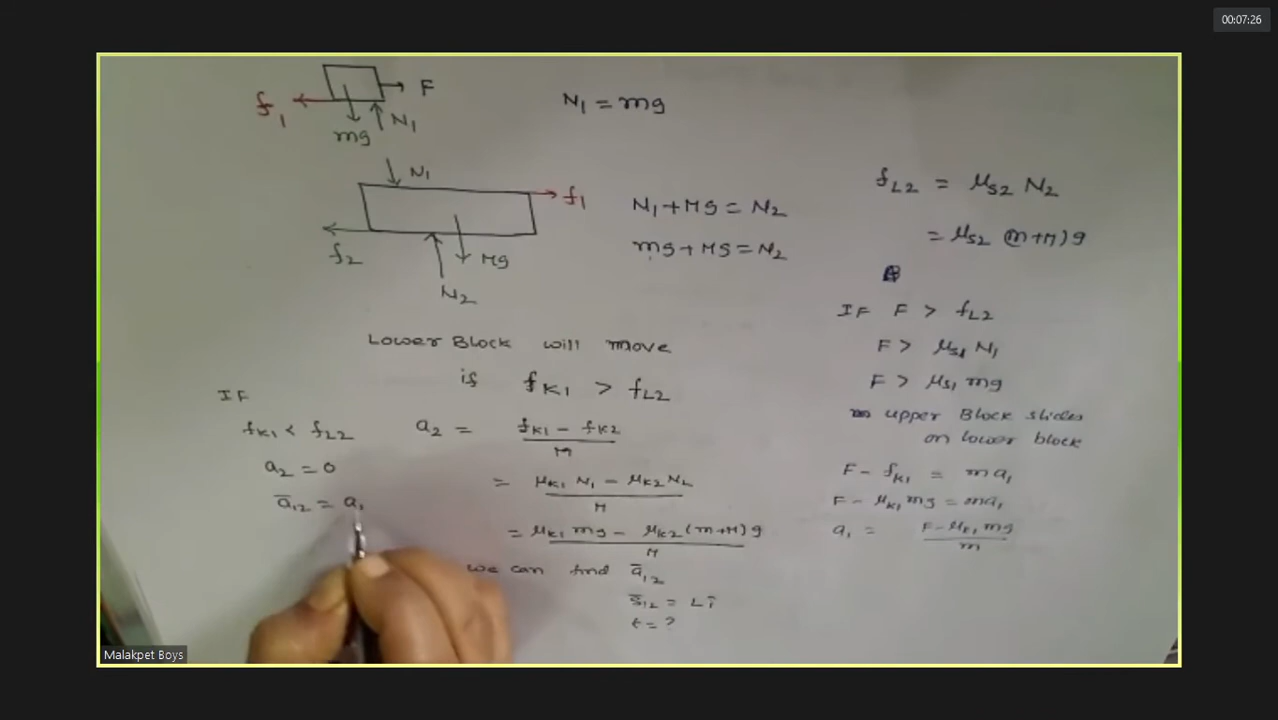 00:07:26
F
f1
mg
N1
N1 = mg
N1
f1
f2
Mg
N2
N1 + Mg = N2
mg + Mg = N2
fL2 = μs2 N2
= μs2 (m+M) g
IF F > fL2
F > μs1 N1
F > μs1 mg
upper Block slides
on lower block
F - fK1 = ma1
F - μK1 mg = ma1
a1 = F - μK1 mg / m
Lower Block will move
if fK1 > fL2
a2 = fK1 - fK2 / M
= μK1 N1 - μK2 N2 / M
= μK1 mg - μK2 (m+M) g / M
we can find a̅12
s̅12 = L î
t = ?
IF
fK1 < fL2
a2 = 0
a̅12 = a1
Malakpet Boys